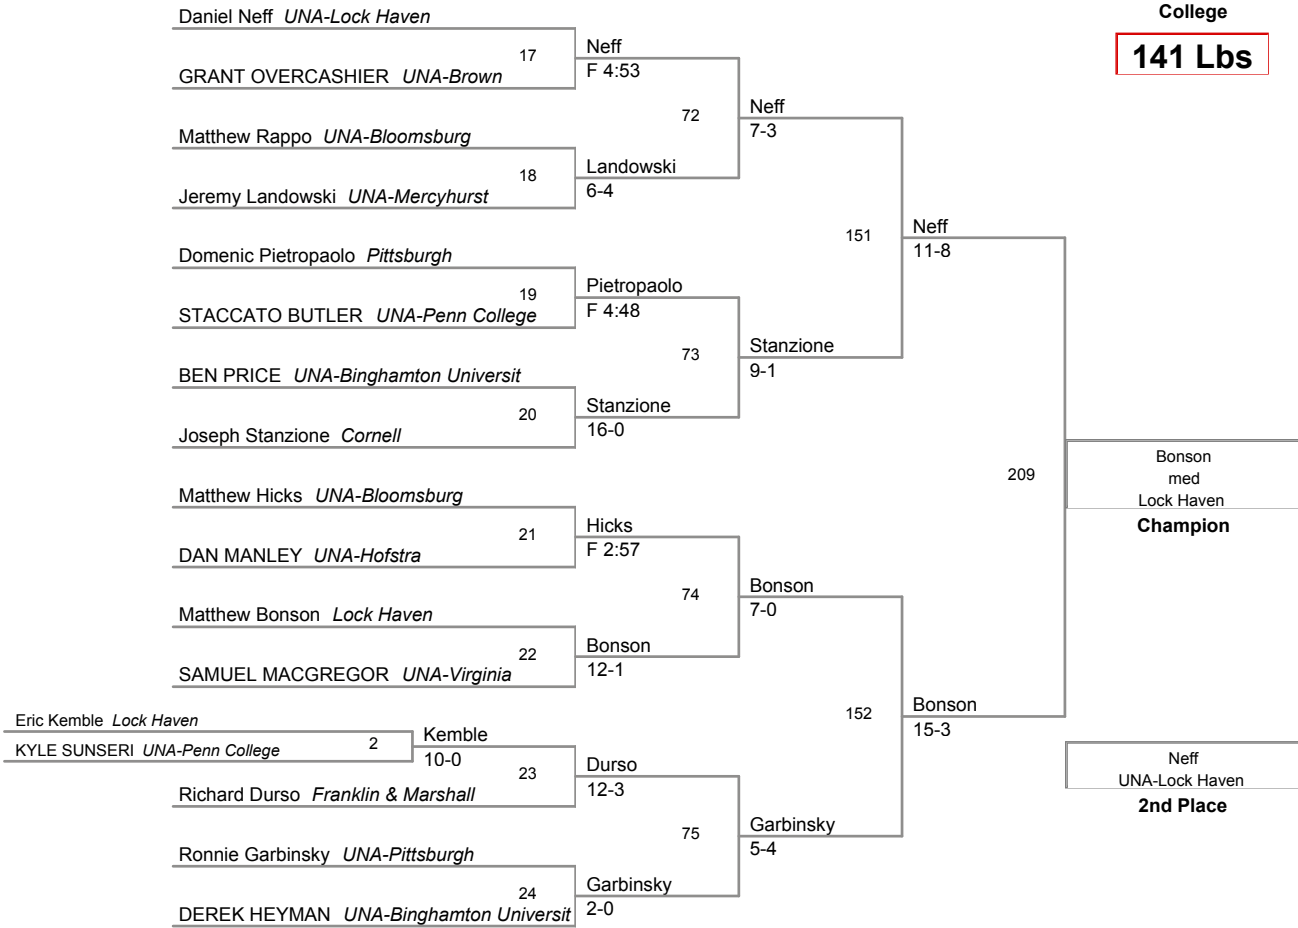 Daniel Neff UNA-Lock Haven
College
141 Lbs
17
Neff
F 4:53
GRANT OVERCASHIER UNA-Brown
72
Neff
7-3
Matthew Rappo UNA-Bloomsburg
18
Landowski
6-4
Jeremy Landowski UNA-Mercyhurst
151
Neff
11-8
Domenic Pietropaolo Pittsburgh
19
Pietropaolo
F 4:48
STACCATO BUTLER UNA-Penn College
73
Stanzione
9-1
BEN PRICE UNA-Binghamton Universit
20
Stanzione
16-0
Joseph Stanzione Cornell
209
Bonson
med
Lock Haven
Champion
Matthew Hicks UNA-Bloomsburg
21
Hicks
F 2:57
DAN MANLEY UNA-Hofstra
74
Bonson
7-0
Matthew Bonson Lock Haven
22
Bonson
12-1
SAMUEL MACGREGOR UNA-Virginia
152
Bonson
15-3
Eric Kemble Lock Haven
2
Kemble
10-0
KYLE SUNSERI UNA-Penn College
23
Durso
12-3
Richard Durso Franklin & Marshall
75
Garbinsky
5-4
Neff
UNA-Lock Haven
2nd Place
Ronnie Garbinsky UNA-Pittsburgh
24
Garbinsky
2-0
DEREK HEYMAN UNA-Binghamton Universit